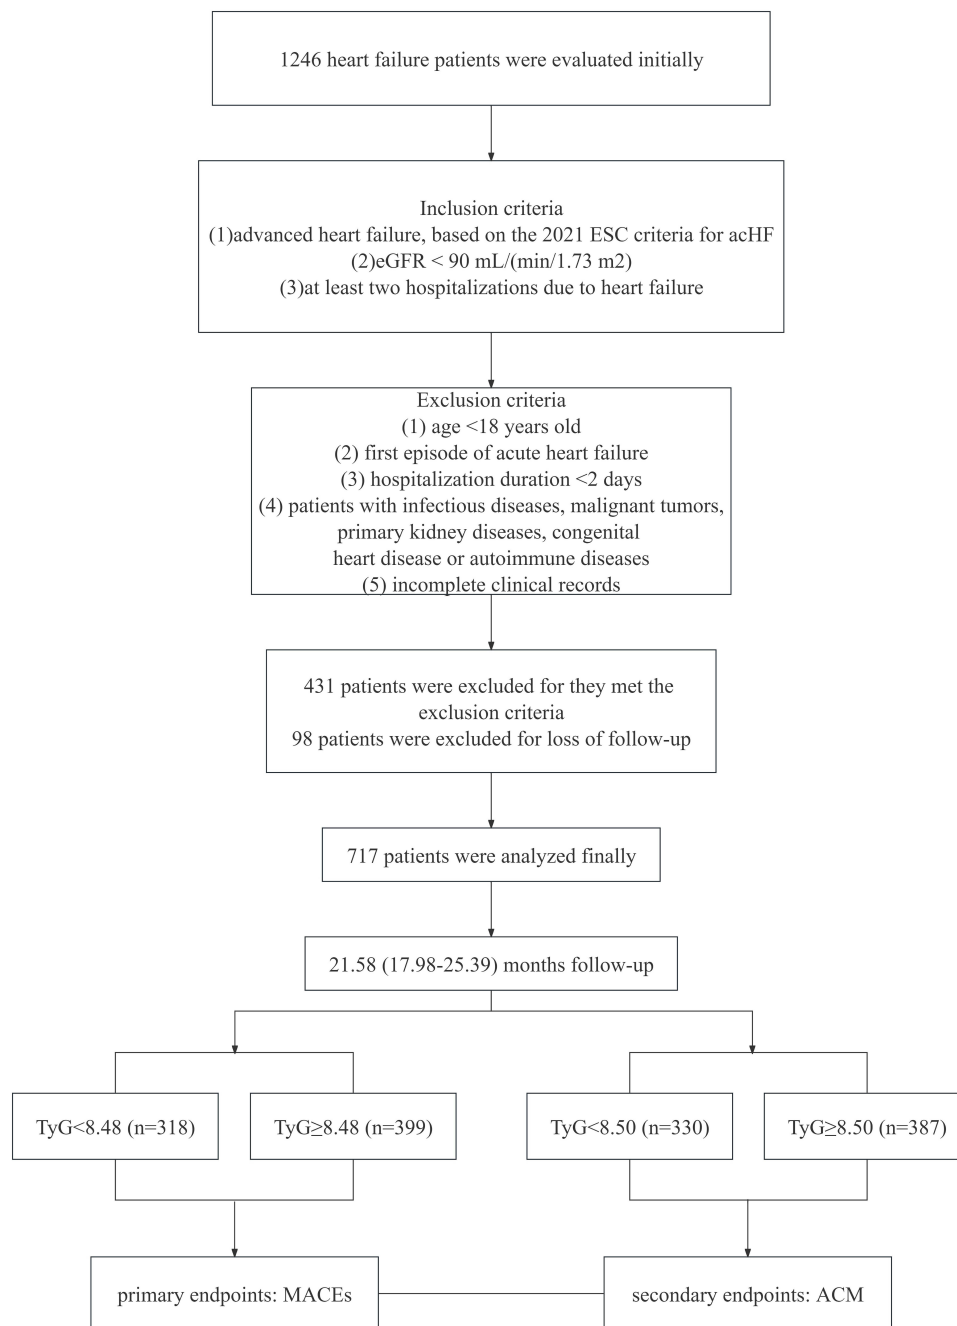 1246 heart failure patients were evaluated initially
Inclusion criteria
(1)advanced heart failure, based on the 2021 ESC criteria for acHF
(2)eGFR < 90 mL/(min/1.73 m2)
(3)at least two hospitalizations due to heart failure
Exclusion criteria
(1) age <18 years old
(2) first episode of acute heart failure
(3) hospitalization duration <2 days
(4) patients with infectious diseases, malignant tumors,
primary kidney diseases, congenital
heart disease or autoimmune diseases
(5) incomplete clinical records
431 patients were excluded for they met the
exclusion criteria
98 patients were excluded for loss of follow-up
717 patients were analyzed finally
21.58 (17.98-25.39) months follow-up
TyG<8.48 (n=318)
TyG≥8.48 (n=399)
TyG<8.50 (n=330)
TyG≥8.50 (n=387)
primary endpoints: MACEs
secondary endpoints: ACM